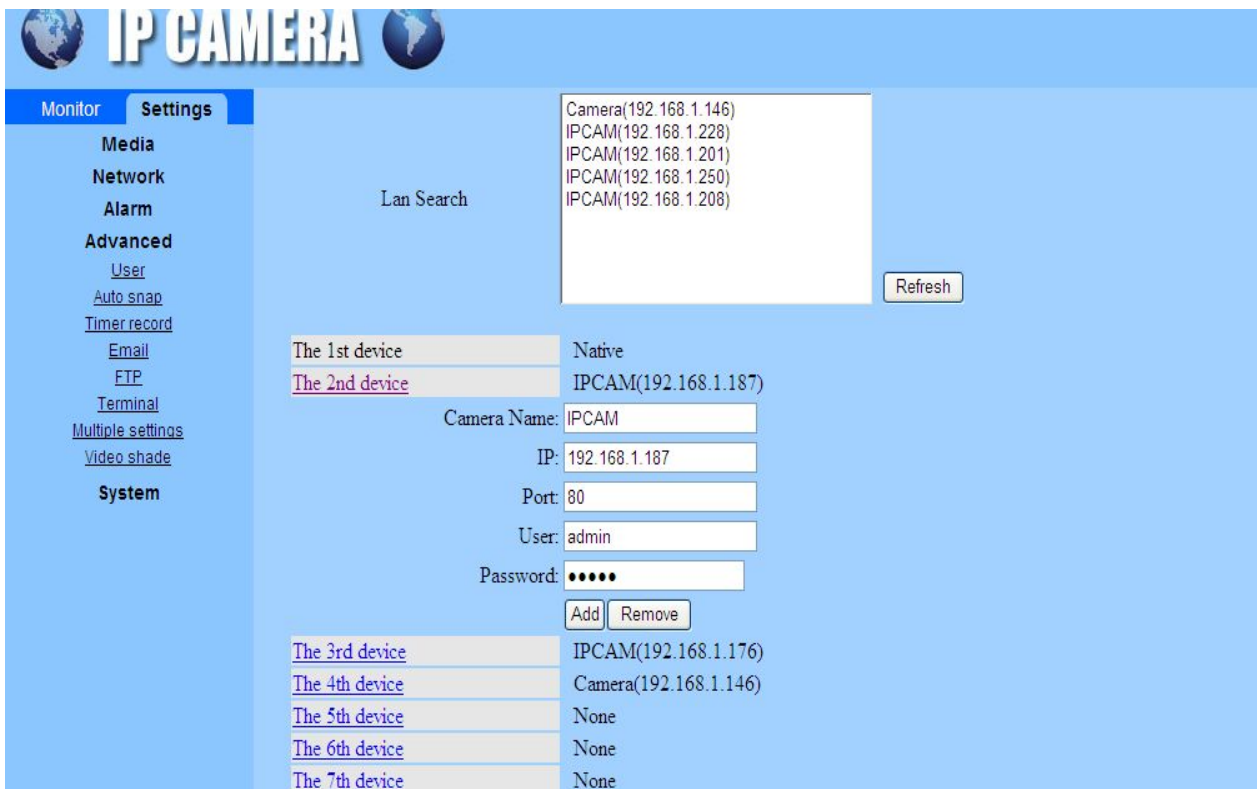 IP CAMERA
Monitor Settings
Media
Network
Alarm
Advanced
User
Auto snap
Timer record
Email
FTP
Terminal
Multiple settings
Video shade
System
Lan Search
Camera(192.168.1.146)
IPCAM(192.168.1.228)
IPCAM(192.168.1.201)
IPCAM(192.168.1.250)
IPCAM(192.168.1.208)
Refresh
The 1st device Native
The 2nd device IPCAM(192.168.1.187)
Camera Name: IPCAM
IP: 192.168.1.187
Port: 80
User: admin
Password: •••••
Add Remove
The 3rd device IPCAM(192.168.1.176)
The 4th device Camera(192.168.1.146)
The 5th device None
The 6th device None
The 7th device None